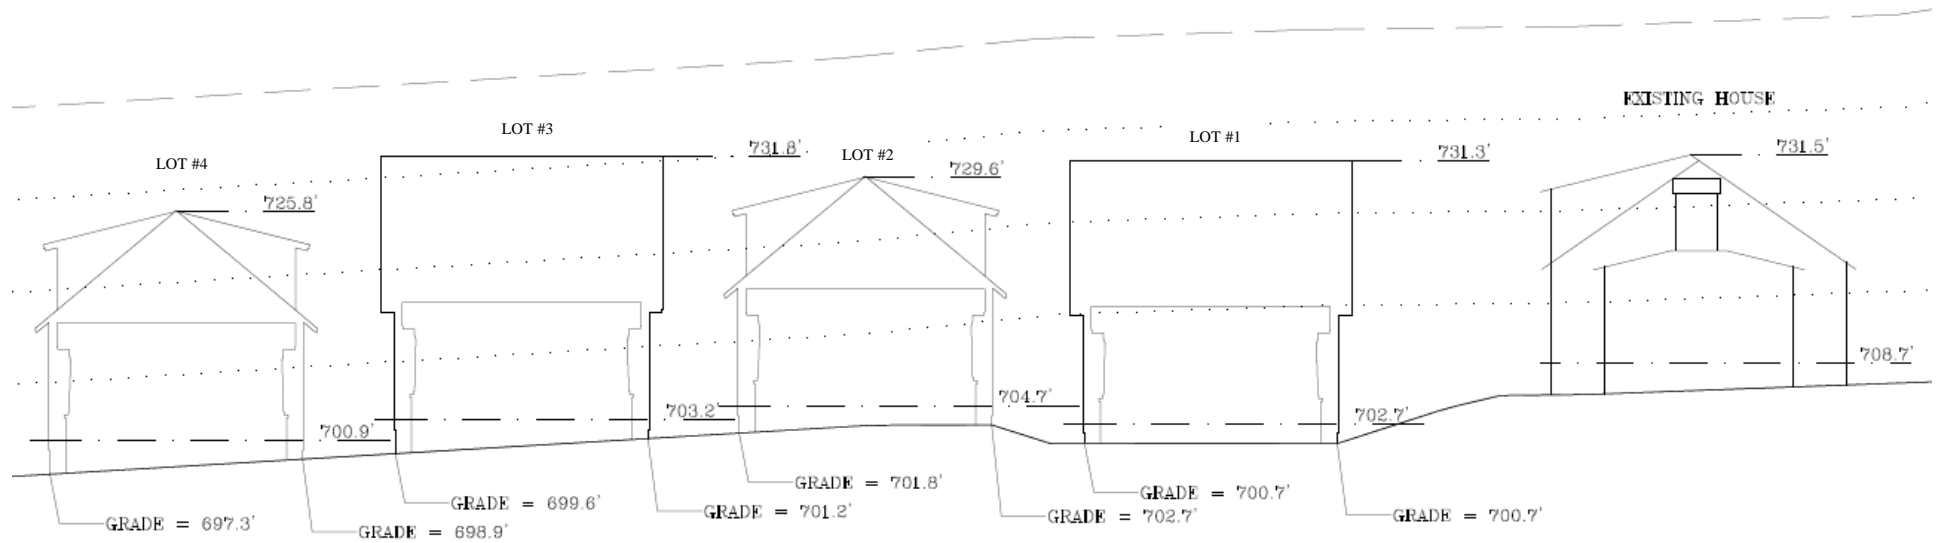 EXISTING HOUSE
LOT #3
LOT #1
LOT #2
LOT #4
731.8'
731.3'
731.5'
729.6'
725.8'
708.7'
704.7'
703.2'
702.7'
700.9'
GRADE = 701.8'
GRADE = 700.7'
GRADE = 699.6'
GRADE = 701.2'
GRADE = 702.7'
GRADE = 700.7'
GRADE = 697.3'
GRADE = 698.9'